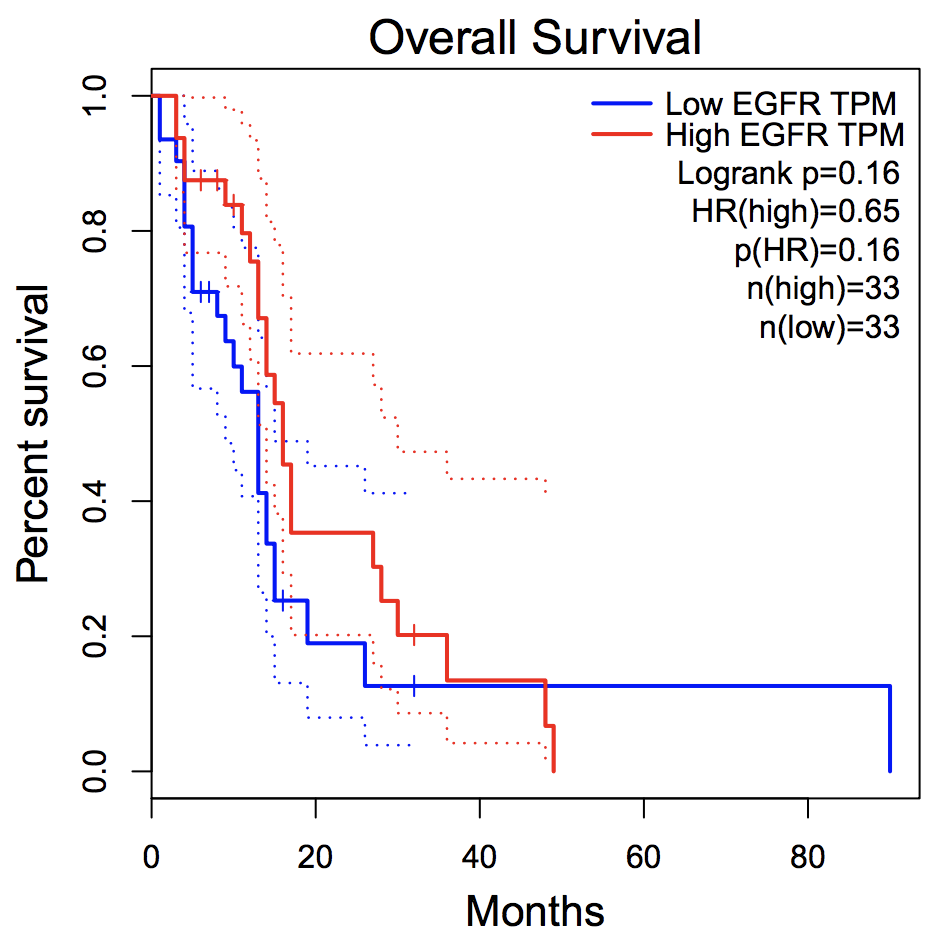 Overall Survival
Low EGFR TPM
High EGFR TPM
Logrank p=0.16
HR(high)=0.65
p(HR)=0.16
n(high)=33
n(low)=33
Percent survival
1.0
0.8
0.6
0.4
0.2
0.0
0 20 40 60 80
Months